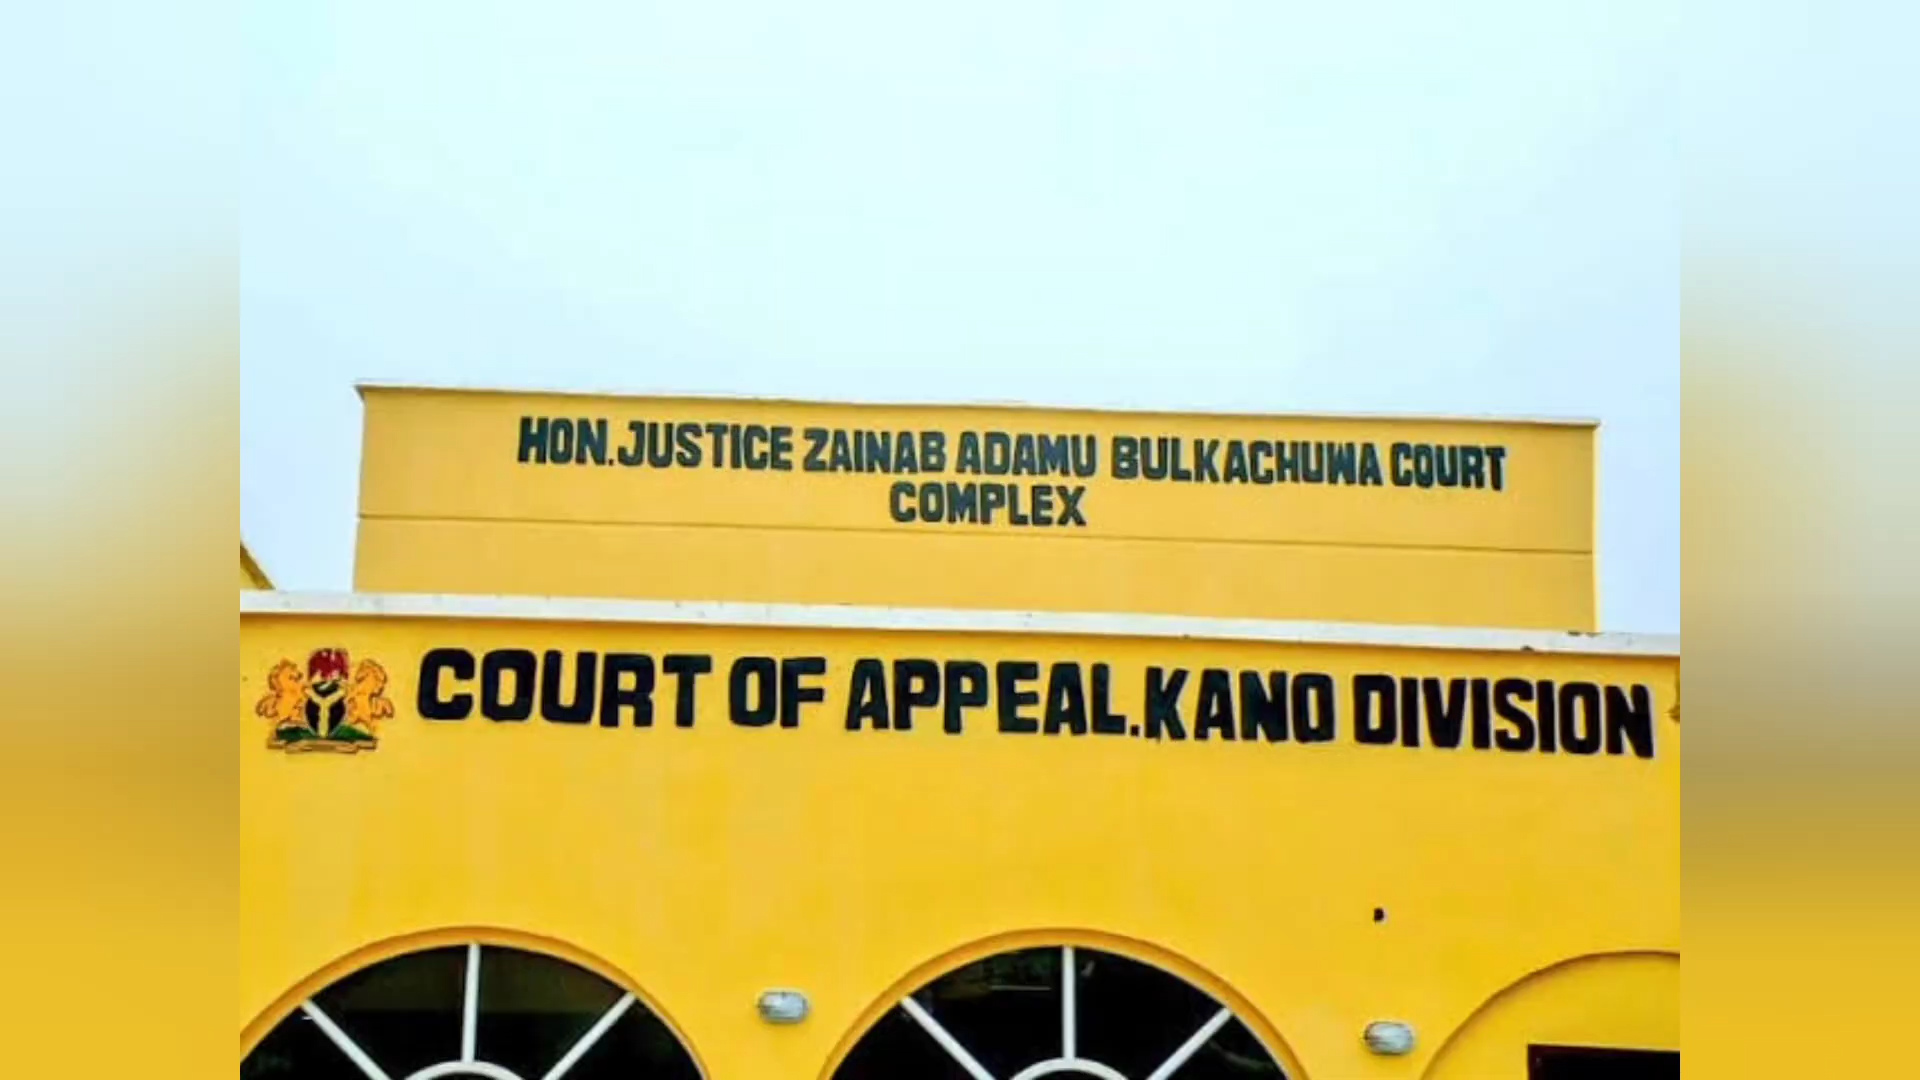 HON.JUSTICE ZAINAB ADAMU BULKACHUWA COURT
COMPLEX
COURT OF APPEAL.KANO DIVISION